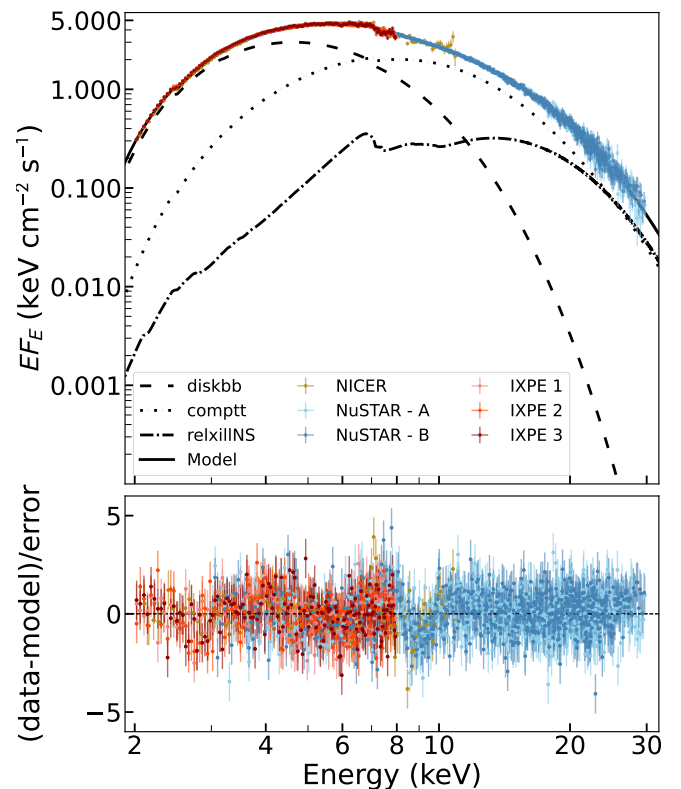 5.000
1.000
0.100
0.010
0.001
EF_E (keV cm⁻² s⁻¹)
diskbb
comptt
relxillNS
Model
NICER
NuSTAR - A
NuSTAR - B
IXPE 1
IXPE 2
IXPE 3
5
0
−5
(data-model)/error
2 4 6 8 10 20 30
Energy (keV)